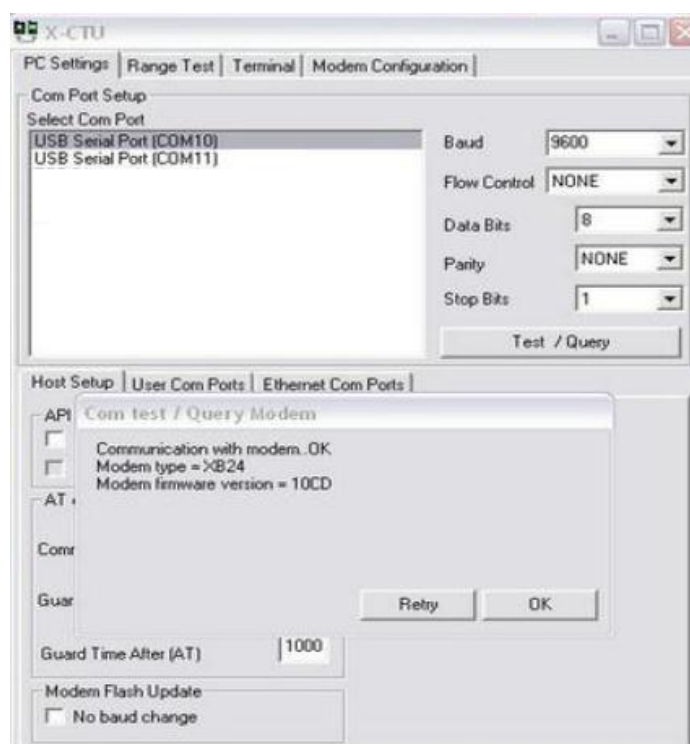 X-CTU
PC Settings Range Test Terminal Modem Configuration
Com Port Setup
Select Com Port
USB Serial Port (COM10)
USB Serial Port (COM11)
Baud 9600
Flow Control NONE
Data Bits 8
Parity NONE
Stop Bits 1
Test / Query
Host Setup User Com Ports Ethernet Com Ports
API
Com test / Query Modem
Communication with modem..OK
Modem type = XB24
Modem firmware version = 10CD
AT
Comr
Guar
Retry OK
Guard Time After (AT) 1000
Modem Flash Update
No baud change